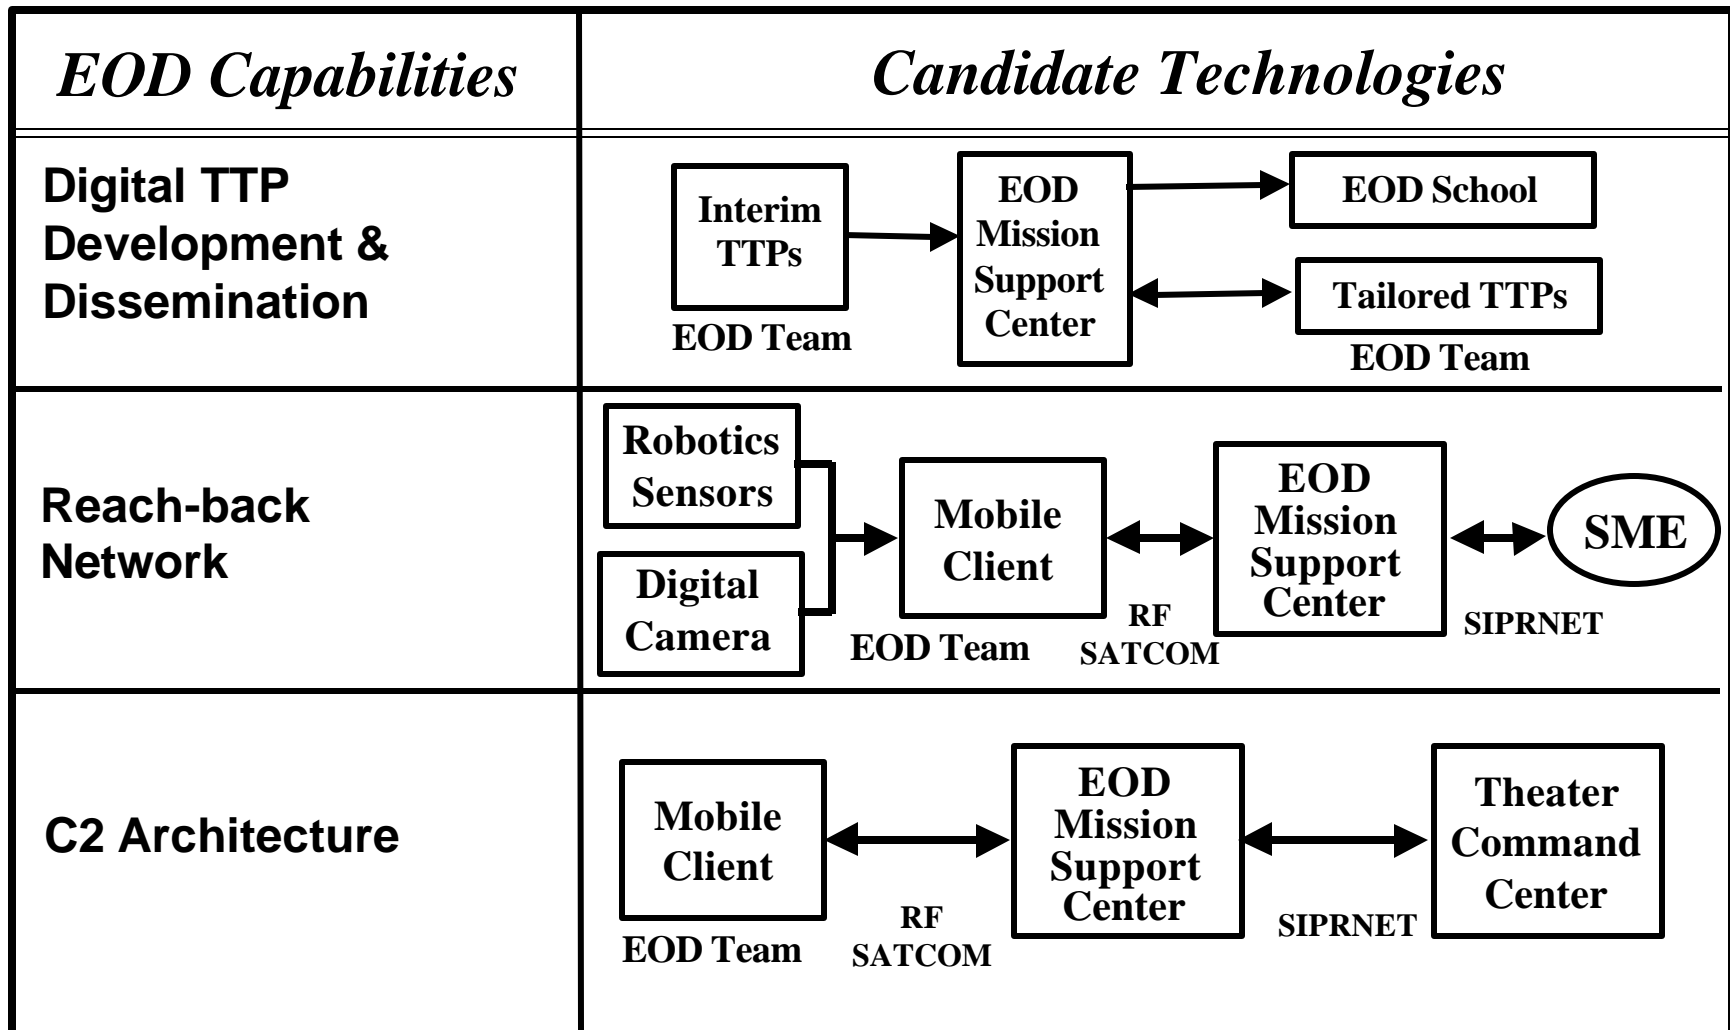 EOD Capabilities
Candidate Technologies
Digital TTP
Development &
Dissemination
Interim
TTPs
EOD Team
EOD
Mission
Support
Center
EOD School
Tailored TTPs
EOD Team
Reach-back
Network
Robotics
Sensors
Digital
Camera
Mobile
Client
EOD Team
RF
SATCOM
EOD
Mission
Support
Center
SIPRNET
SME
C2 Architecture
Mobile
Client
EOD Team
RF
SATCOM
EOD
Mission
Support
Center
SIPRNET
Theater
Command
Center